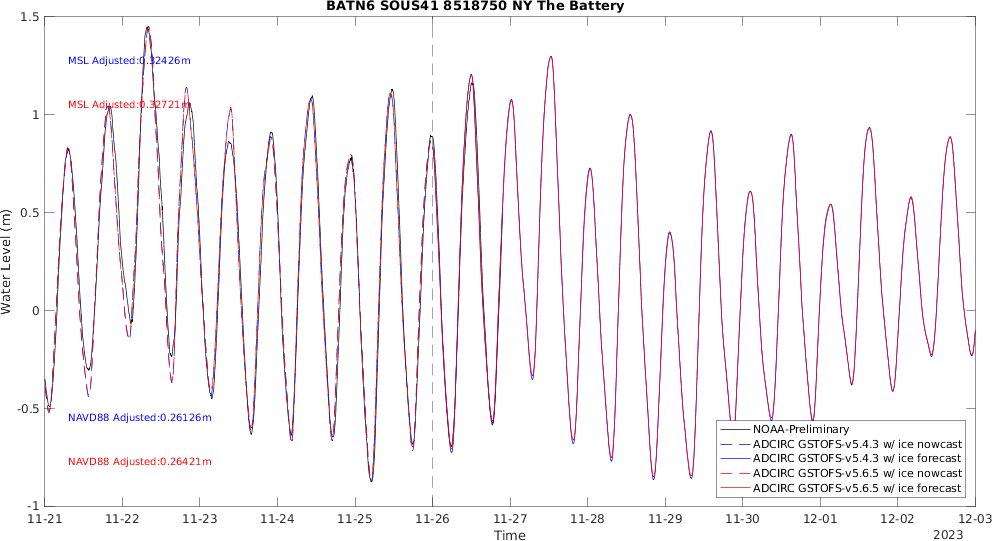 BATN6 SOUS41 8518750 NY The Battery
1.5
MSL Adjusted:0.32426m
MSL Adjusted:0.32721m
1
0.5
Water Level (m)
0
-0.5
NAVD88 Adjusted:0.26126m
NAVD88 Adjusted:0.26421m
NOAA-Preliminary
ADCIRC GSTOFS-v5.4.3 w/ ice nowcast
ADCIRC GSTOFS-v5.4.3 w/ ice forecast
ADCIRC GSTOFS-v5.6.5 w/ ice nowcast
ADCIRC GSTOFS-v5.6.5 w/ ice forecast
-1
11-21 11-22 11-23 11-24 11-25 11-26 11-27 11-28 11-29 11-30 12-01 12-02 12-03
Time
2023